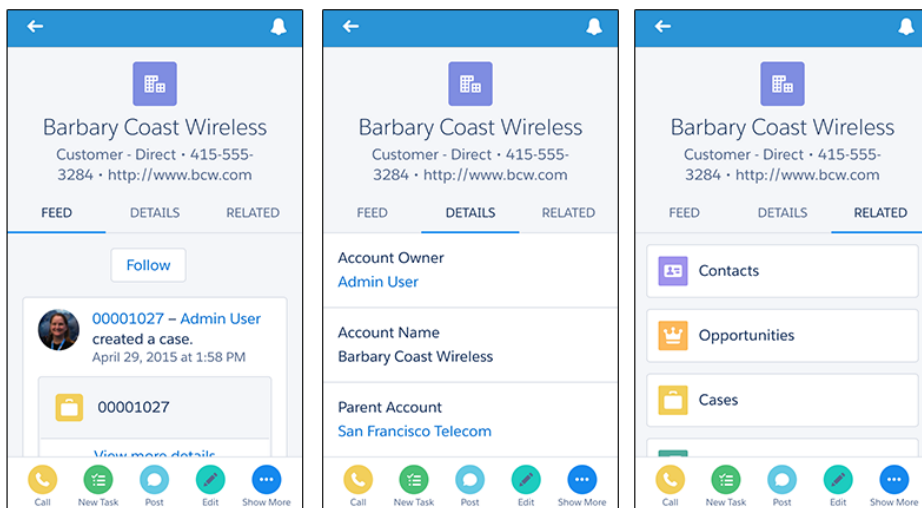 Barbary Coast Wireless
Customer - Direct • 415-555-
3284 • http://www.bcw.com
FEED DETAILS RELATED
Follow
00001027 – Admin User
created a case.
April 29, 2015 at 1:58 PM
00001027
View more details
Call New Task Post Edit Show More
Barbary Coast Wireless
Customer - Direct • 415-555-
3284 • http://www.bcw.com
FEED DETAILS RELATED
Account Owner
Admin User
Account Name
Barbary Coast Wireless
Parent Account
San Francisco Telecom
Call New Task Post Edit Show More
Barbary Coast Wireless
Customer - Direct • 415-555-
3284 • http://www.bcw.com
FEED DETAILS RELATED
Contacts
Opportunities
Cases
Call New Task Post Edit Show More